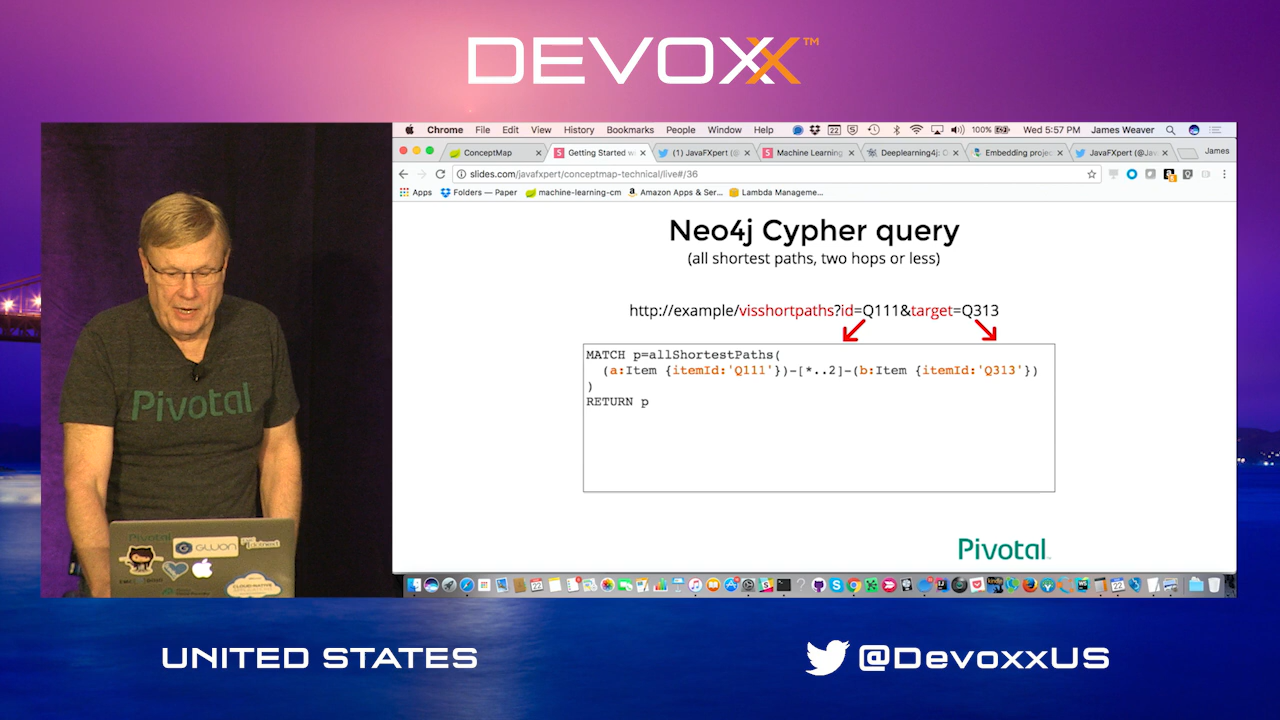 DEVOXX™
Chrome File Edit View History Bookmarks People Window Help 22 100% Wed 5:57 PM James Weaver
ConceptMap
Getting Started w
(1) JavaFXpert (@
Machine Learning
Deeplearning4j:
Embedding projec
JavaFXpert (@Ja
James
slides.com/javafxpert/conceptmap-technical/live#/36
Apps Folders — Paper machine-learning-cm Amazon Apps & Ser... Lambda Manageme...
Neo4j Cypher query
(all shortest paths, two hops or less)
http://example/visshortpaths?id=Q111&target=Q313
MATCH p=allShortestPaths(
(a:Item {itemId:'Q111'})-[*..2]-(b:Item {itemId:'Q313'})
)
RETURN p
Pivotal
Pivotal
Pivotal
GLUON
UNITED STATES
@DevoxxUS